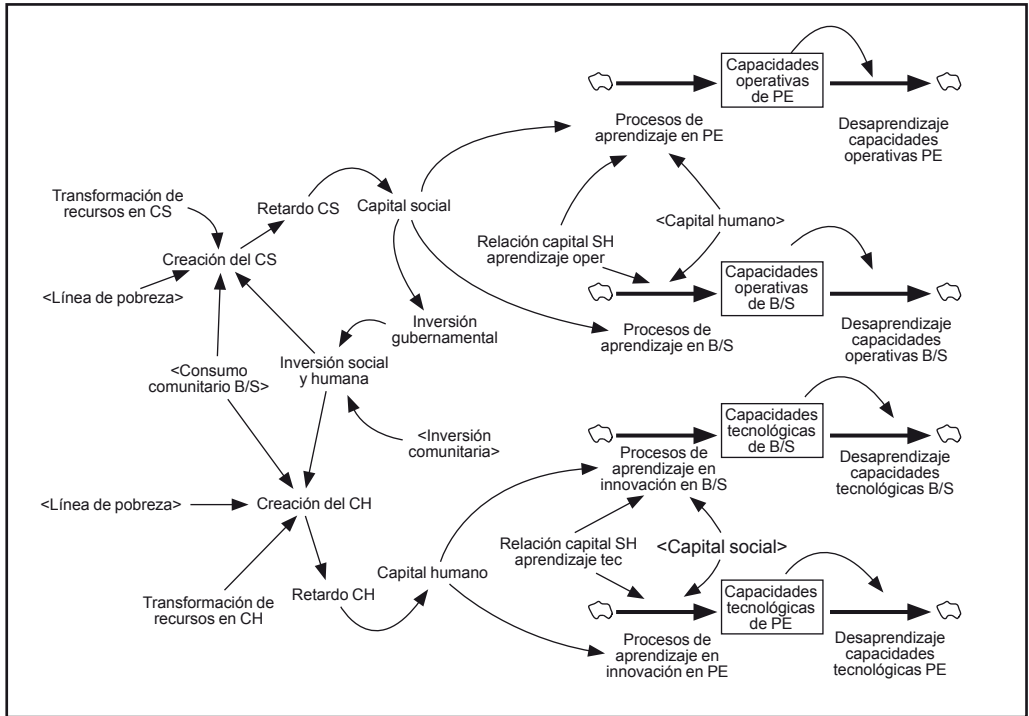 Capacidades
operativas
de PE
Procesos de
aprendizaje en PE
Desaprendizaje
capacidades
operativas PE
Transformación de
recursos en CS
Retardo CS
Capital social
<Capital humano>
Relación capital SH
aprendizaje oper
Creación del CS
<Línea de pobreza>
Capacidades
operativas
de B/S
Procesos de
aprendizaje en B/S
Desaprendizaje
capacidades
operativas B/S
Inversión
gubernamental
<Consumo
comunitario B/S>
Inversión social
y humana
<Inversión
comunitaria>
Capacidades
tecnológicas
de B/S
Procesos de
aprendizaje en
innovación en B/S
Desaprendizaje
capacidades
tecnológicas B/S
<Línea de pobreza>
Creación del CH
Relación capital SH
aprendizaje tec
<Capital social>
Capital humano
Retardo CH
Transformación de
recursos en CH
Capacidades
tecnológicas
de PE
Procesos de
aprendizaje en
innovación en PE
Desaprendizaje
capacidades
tecnológicas PE